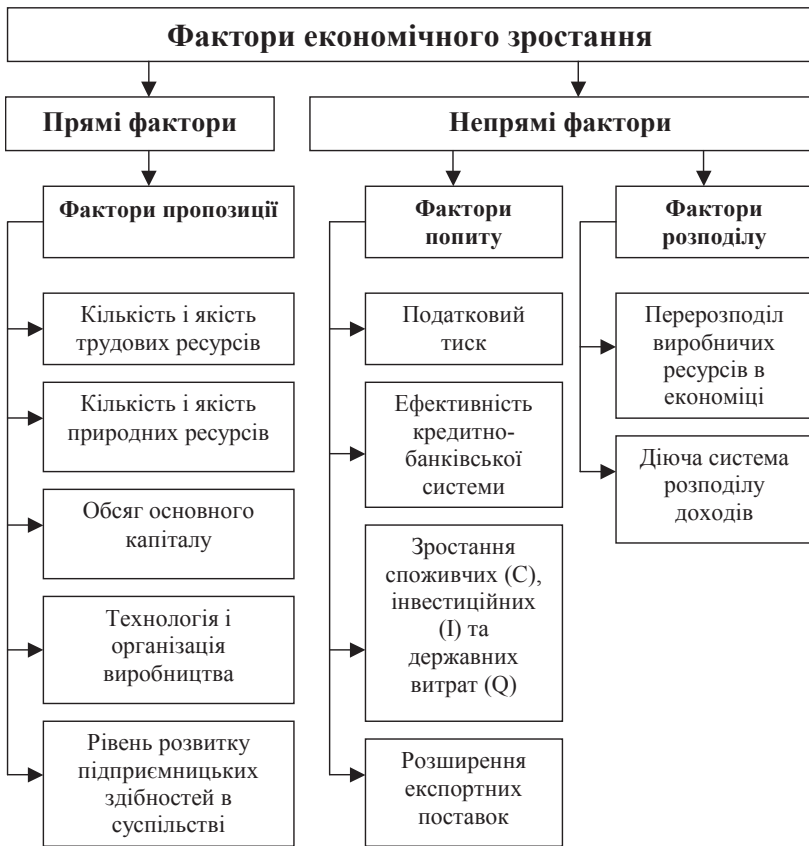 Фактори економічного зростання
Прямі фактори
Непрямі фактори
Фактори пропозиції
Фактори
попиту
Фактори
розподілу
Кількість і якість
трудових ресурсів
Кількість і якість
природних ресурсів
Обсяг основного
капіталу
Технологія і
організація
виробництва
Рівень розвитку
підприємницьких
здібностей в
суспільстві
Податковий
тиск
Ефективність
кредитно-
банківської
системи
Зростання
споживчих (С),
інвестиційних
(І) та
державних
витрат (Q)
Розширення
експортних
поставок
Перерозподіл
виробничих
ресурсів в
економіці
Діюча система
розподілу
доходів